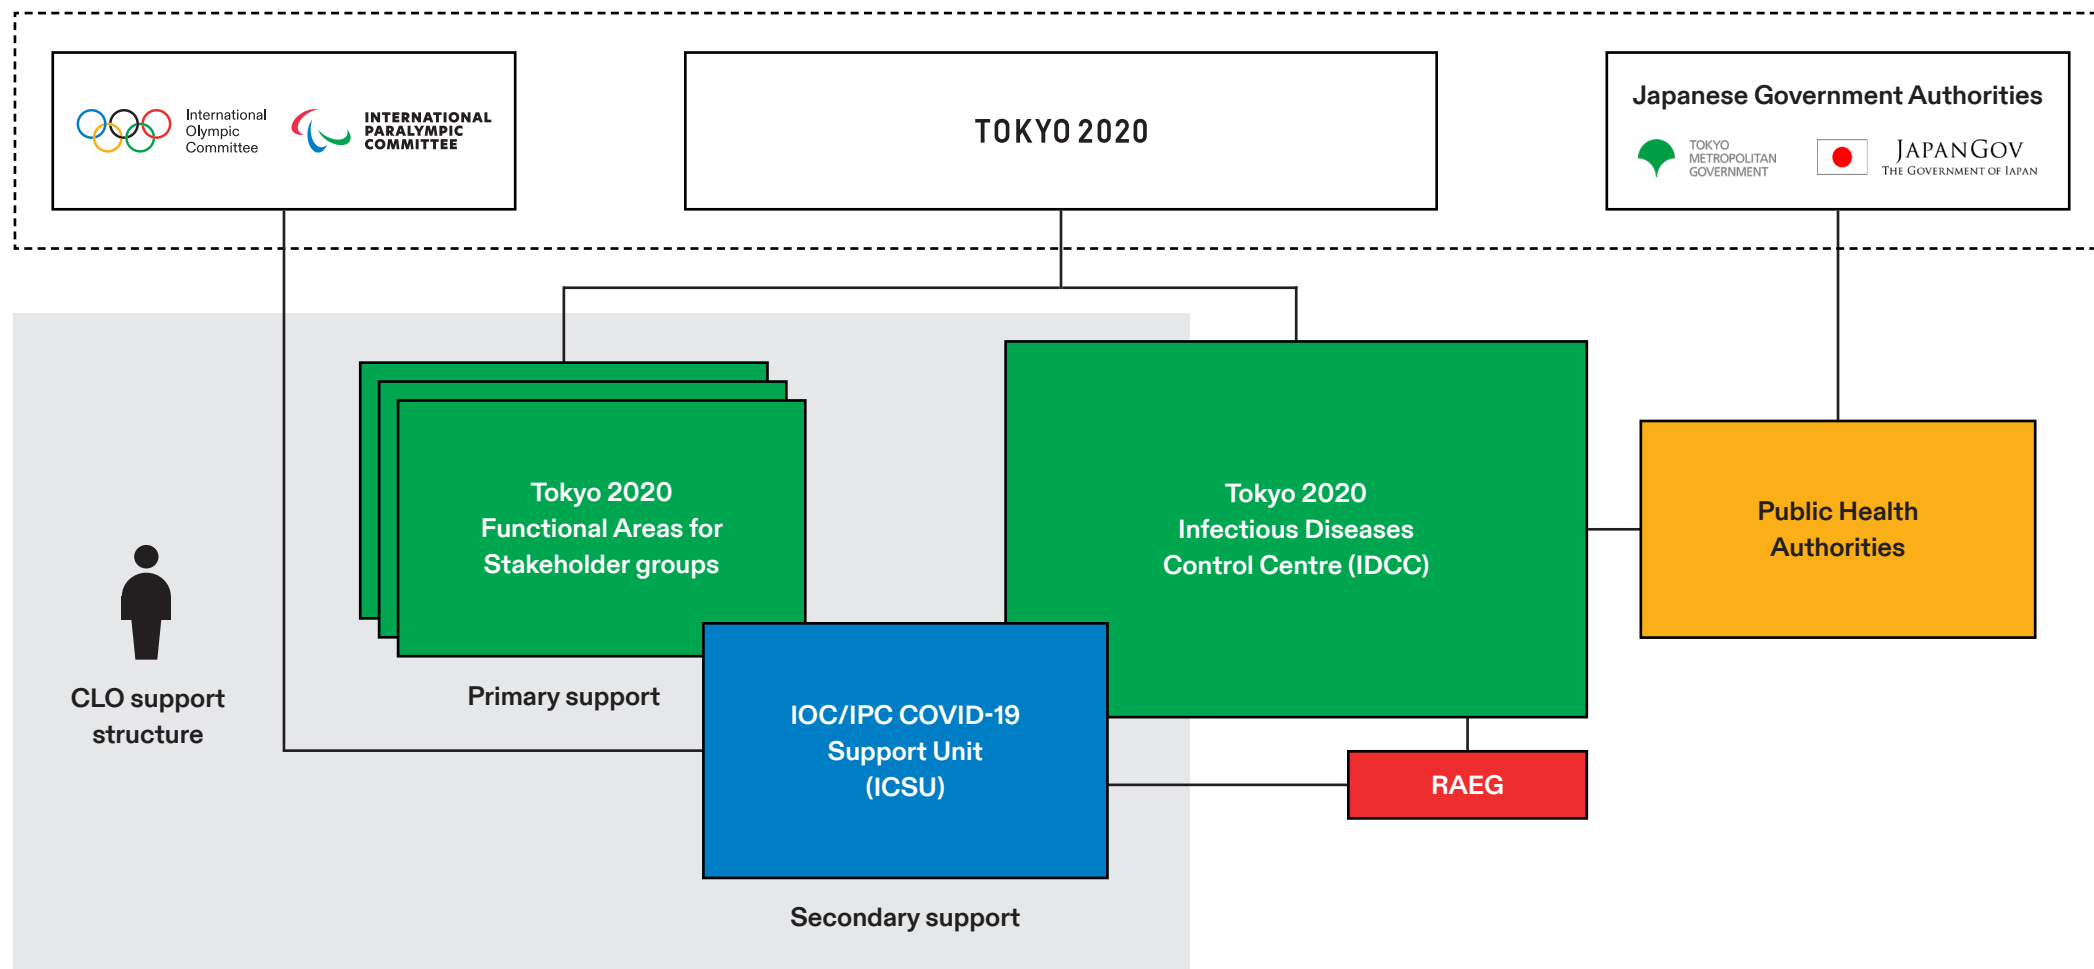 International
Olympic
Committee
INTERNATIONAL
PARALYMPIC
COMMITTEE
TOKYO 2020
Japanese Government Authorities
TOKYO
METROPOLITAN
GOVERNMENT
JAPANGOV
THE GOVERNMENT OF JAPAN
Tokyo 2020
Functional Areas for
Stakeholder groups
Tokyo 2020
Infectious Diseases
Control Centre (IDCC)
Public Health
Authorities
CLO support
structure
Primary support
IOC/IPC COVID-19
Support Unit
(ICSU)
RAEG
Secondary support